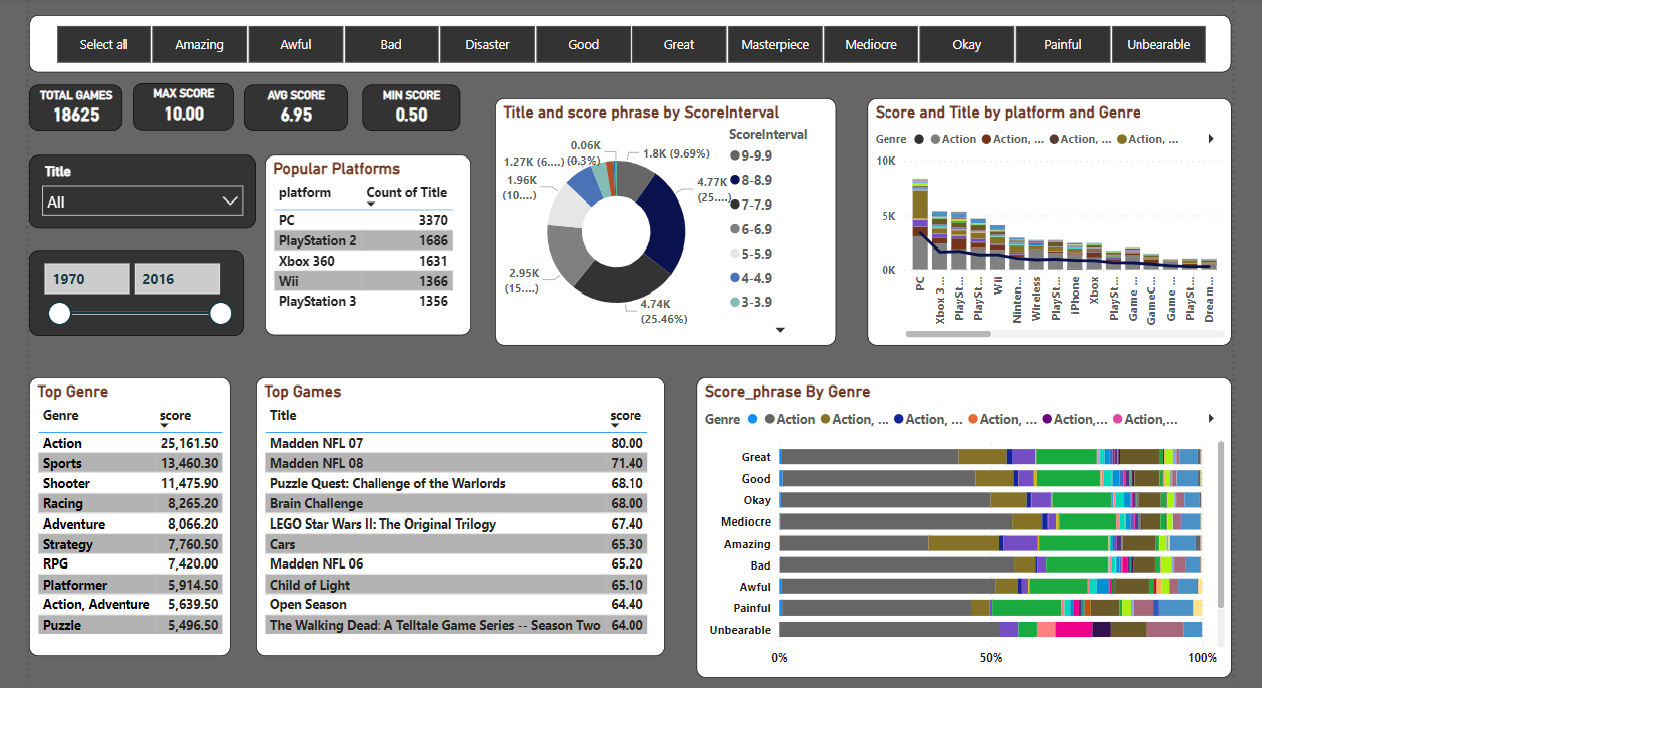 Select all Amazing Awful Bad Disaster Good Great Masterpiece Mediocre Okay Painful Unbearable
TOTAL GAMES
18625
MAX SCORE
10.00
AVG SCORE
6.95
MIN SCORE
0.50
Title
All
1970 2016
Popular Platforms
platform Count of Title
PC 3370
PlayStation 2 1686
Xbox 360 1631
Wii 1366
PlayStation 3 1356
Title and score phrase by ScoreInterval
ScoreInterval
9-9.9
8-8.9
7-7.9
6-6.9
5-5.9
4-4.9
3-3.9
1.8K (9.69%)
4.77K
(25....)
4.74K
(25.46%)
2.95K
(15....)
1.96K
(10....)
1.27K (6....)
0.06K
(0.3%)
Score and Title by platform and Genre
Genre Action Action, ... Action, ... Action, ...
10K
5K
0K
PC
Xbox 3...
PlaySt...
PlaySt...
Wii
Ninten...
Wireless
PlaySt...
iPhone
Xbox
PlaySt...
Game ...
GameC...
Game ...
PlaySt...
Dream...
Top Genre
Genre score
Action 25,161.50
Sports 13,460.30
Shooter 11,475.90
Racing 8,265.20
Adventure 8,066.20
Strategy 7,760.50
RPG 7,420.00
Platformer 5,914.50
Action, Adventure 5,639.50
Puzzle 5,496.50
Top Games
Title score
Madden NFL 07 80.00
Madden NFL 08 71.40
Puzzle Quest: Challenge of the Warlords 68.10
Brain Challenge 68.00
LEGO Star Wars II: The Original Trilogy 67.40
Cars 65.30
Madden NFL 06 65.20
Child of Light 65.10
Open Season 64.40
The Walking Dead: A Telltale Game Series -- Season Two 64.00
Score_phrase By Genre
Genre Action Action, ... Action, ... Action, ... Action,... Action,...
Great
Good
Okay
Mediocre
Amazing
Bad
Awful
Painful
Unbearable
0% 50% 100%